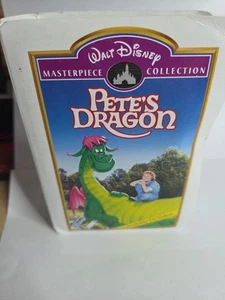 WALT DISNEY
MASTERPIECE COLLECTION
PETE'S
DRAGON